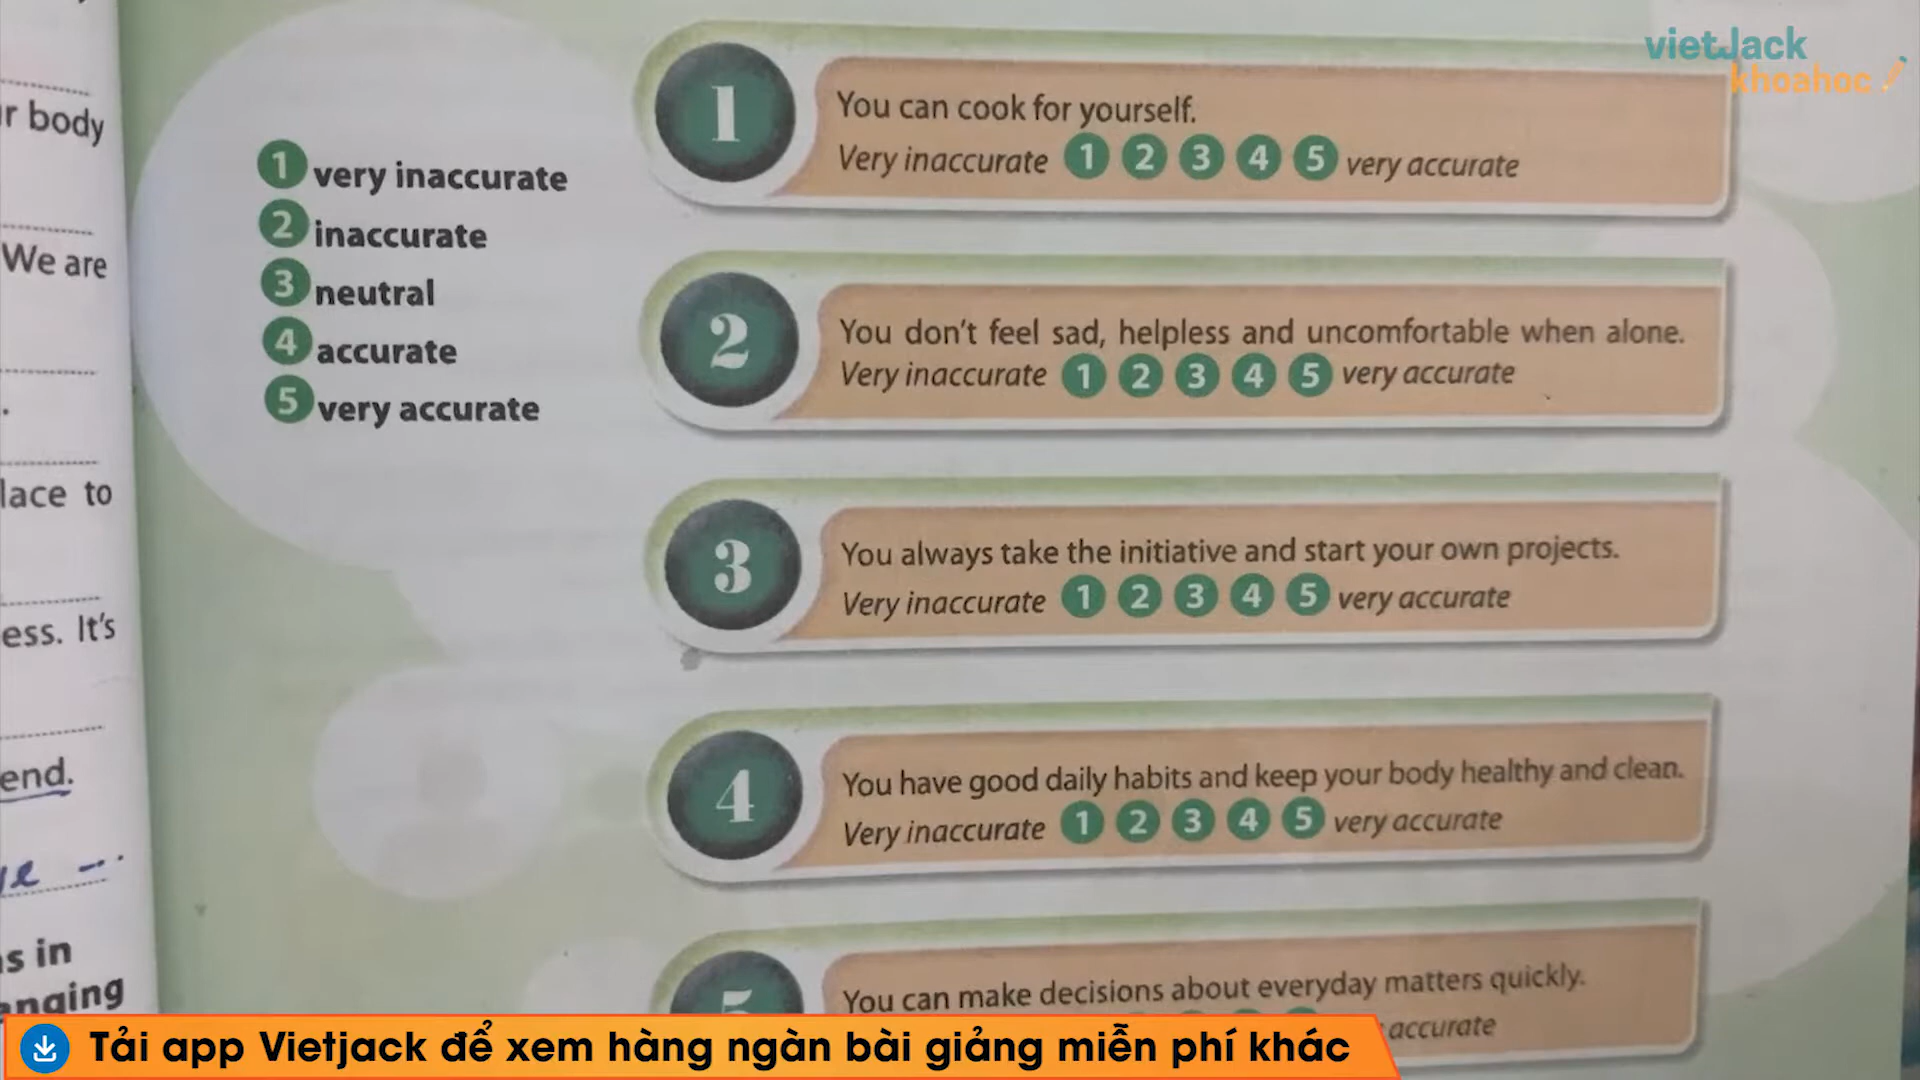 vietJack
khoahoc
r body
We are
lace to
ess. It's
end.
s in
anging
1 very inaccurate
2 inaccurate
3 neutral
4 accurate
5 very accurate
1
You can cook for yourself.
Very inaccurate 1 2 3 4 5 very accurate
2
You don't feel sad, helpless and uncomfortable when alone.
Very inaccurate 1 2 3 4 5 very accurate
3
You always take the initiative and start your own projects.
Very inaccurate 1 2 3 4 5 very accurate
4
You have good daily habits and keep your body healthy and clean.
Very inaccurate 1 2 3 4 5 very accurate
5
You can make decisions about everyday matters quickly.
accurate
Tải app Vietjack để xem hàng ngàn bài giảng miễn phí khác